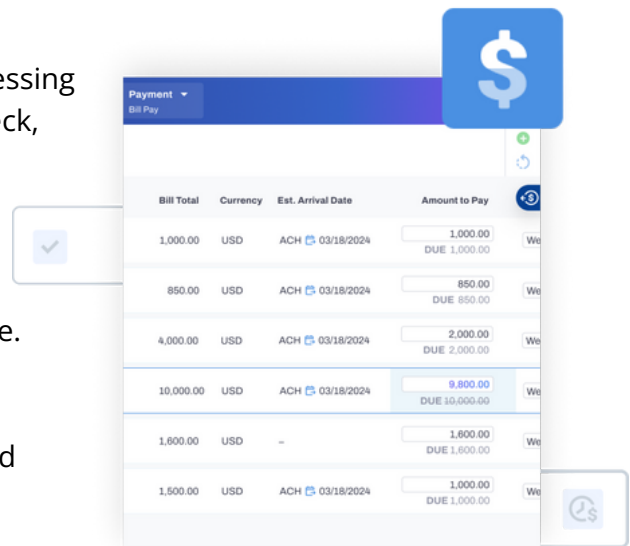 essing
eck,
e.
d
$
Payment
Bill Pay
Bill Total Currency Est. Arrival Date Amount to Pay
1,000.00 USD ACH 03/18/2024 1,000.00 We
DUE 1,000.00
850.00 USD ACH 03/18/2024 850.00 We
DUE 850.00
4,000.00 USD ACH 03/18/2024 2,000.00 We
DUE 2,000.00
10,000.00 USD ACH 03/18/2024 9,800.00 We
DUE 10,000.00
1,600.00 USD – 1,600.00 We
DUE 1,600.00
1,500.00 USD ACH 03/18/2024 1,000.00 We
DUE 1,000.00